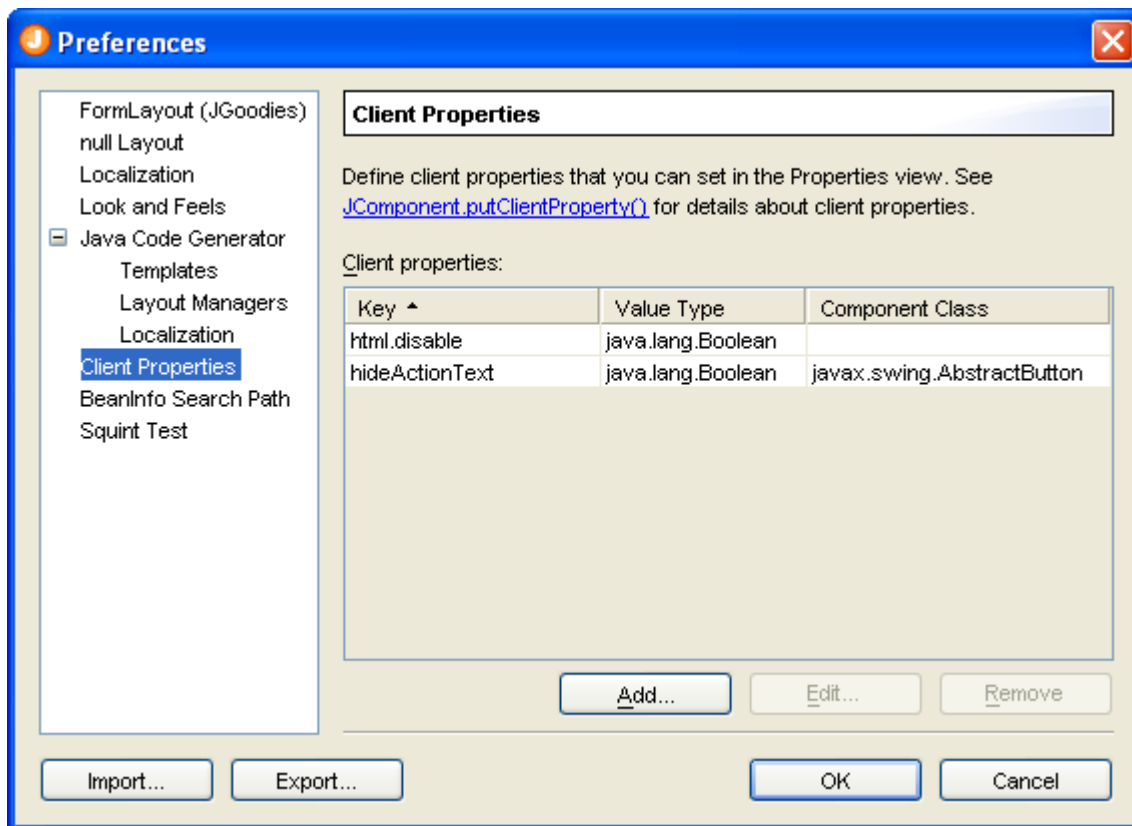 Preferences
FormLayout (JGoodies)
null Layout
Localization
Look and Feels
Java Code Generator
Templates
Layout Managers
Localization
Client Properties
BeanInfo Search Path
Squint Test
Client Properties
Define client properties that you can set in the Properties view. See
JComponent.putClientProperty() for details about client properties.
Client properties:
Key Value Type Component Class
html.disable java.lang.Boolean
hideActionText java.lang.Boolean javax.swing.AbstractButton
Add... Edit... Remove
Import... Export... OK Cancel